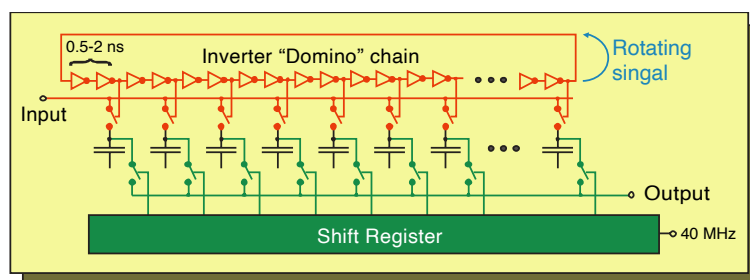 0.5-2 ns
Inverter “Domino” chain
Rotating
singal
Input
Output
Shift Register
40 MHz